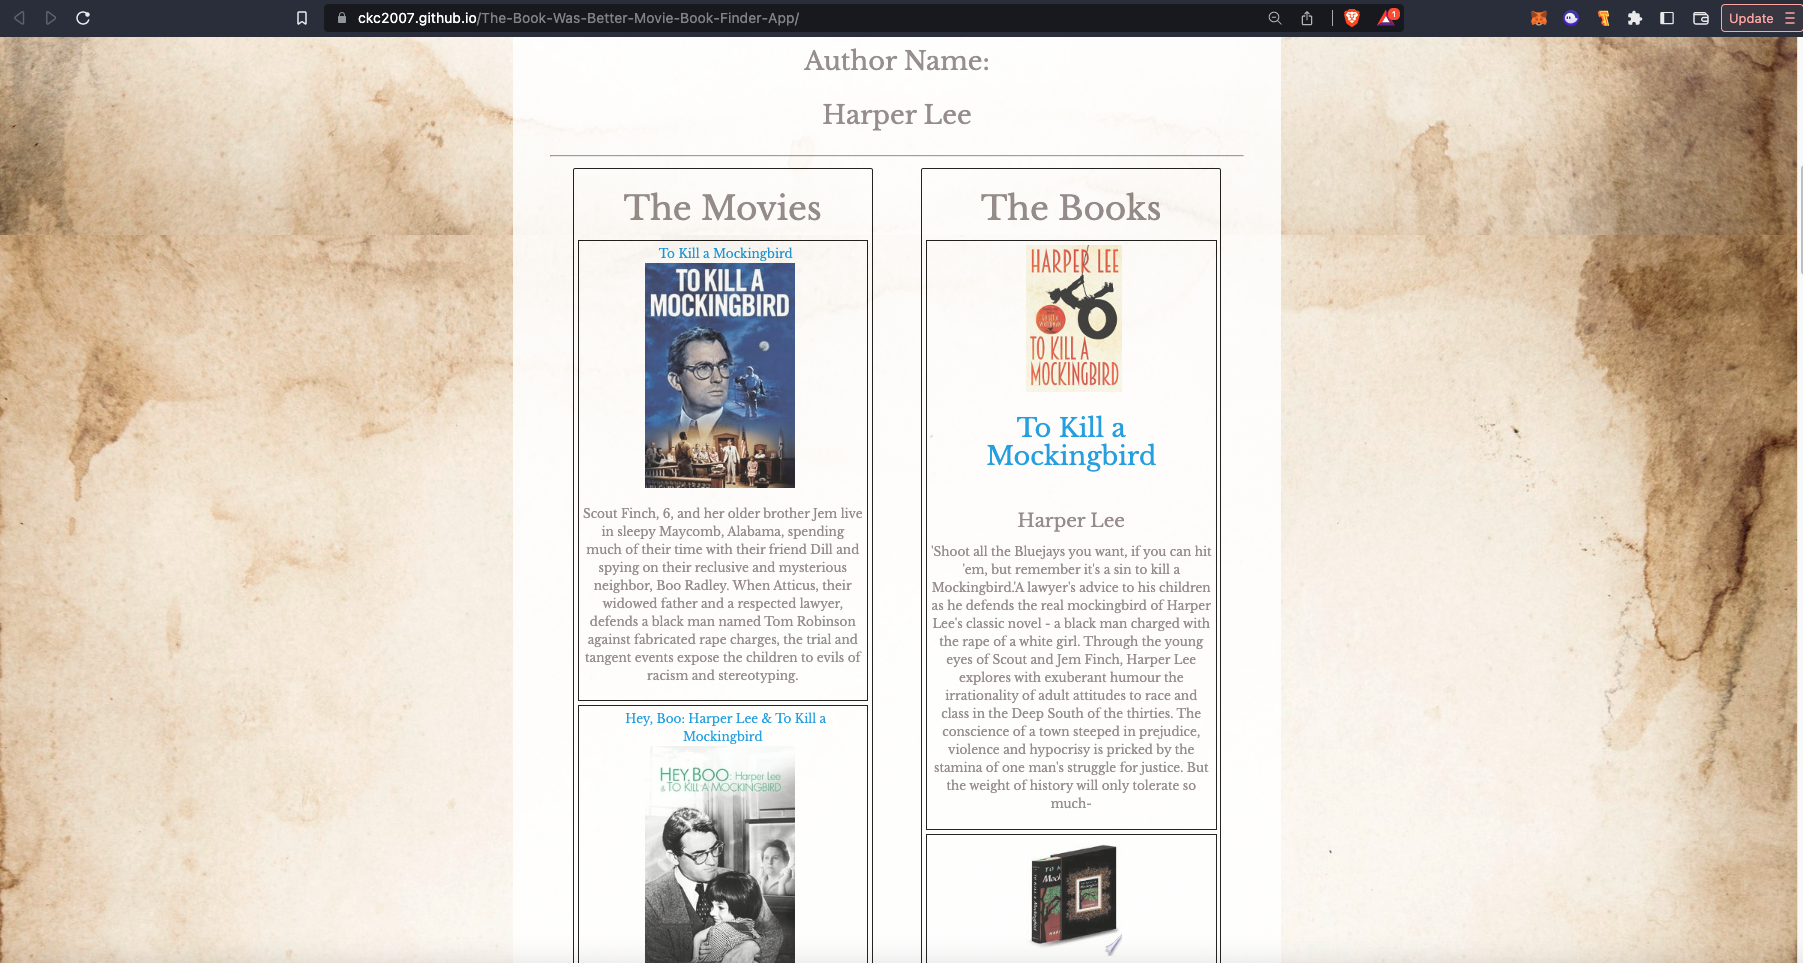 ckc2007.github.io/The-Book-Was-Better-Movie-Book-Finder-App/
1
Update
Author Name:
Harper Lee
The Movies
To Kill a Mockingbird
TO KILL A
MOCKINGBIRD
Scout Finch, 6, and her older brother Jem live
in sleepy Maycomb, Alabama, spending
much of their time with their friend Dill and
spying on their reclusive and mysterious
neighbor, Boo Radley. When Atticus, their
widowed father and a respected lawyer,
defends a black man named Tom Robinson
against fabricated rape charges, the trial and
tangent events expose the children to evils of
racism and stereotyping.
Hey, Boo: Harper Lee & To Kill a
Mockingbird
HEY, BOO: Harper Lee
& TO KILL A MOCKINGBIRD
The Books
HARPER LEE
TO KILL A
MOCKINGBIRD
To Kill a
Mockingbird
Harper Lee
'Shoot all the Bluejays you want, if you can hit
'em, but remember it's a sin to kill a
Mockingbird.'A lawyer's advice to his children
as he defends the real mockingbird of Harper
Lee's classic novel - a black man charged with
the rape of a white girl. Through the young
eyes of Scout and Jem Finch, Harper Lee
explores with exuberant humour the
irrationality of adult attitudes to race and
class in the Deep South of the thirties. The
conscience of a town steeped in prejudice,
violence and hypocrisy is pricked by the
stamina of one man's struggle for justice. But
the weight of history will only tolerate so
much-